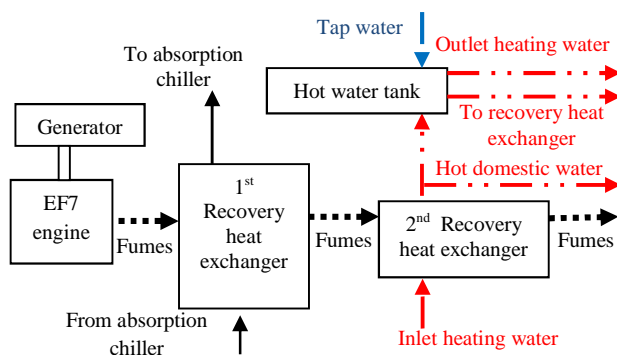 Tap water
Outlet heating water
To absorption
chiller
Hot water tank
To recovery heat
exchanger
Generator
Hot domestic water
EF7
engine
Fumes
1st
Recovery
heat
exchanger
Fumes
2nd Recovery
heat exchanger
Fumes
From absorption
chiller
Inlet heating water